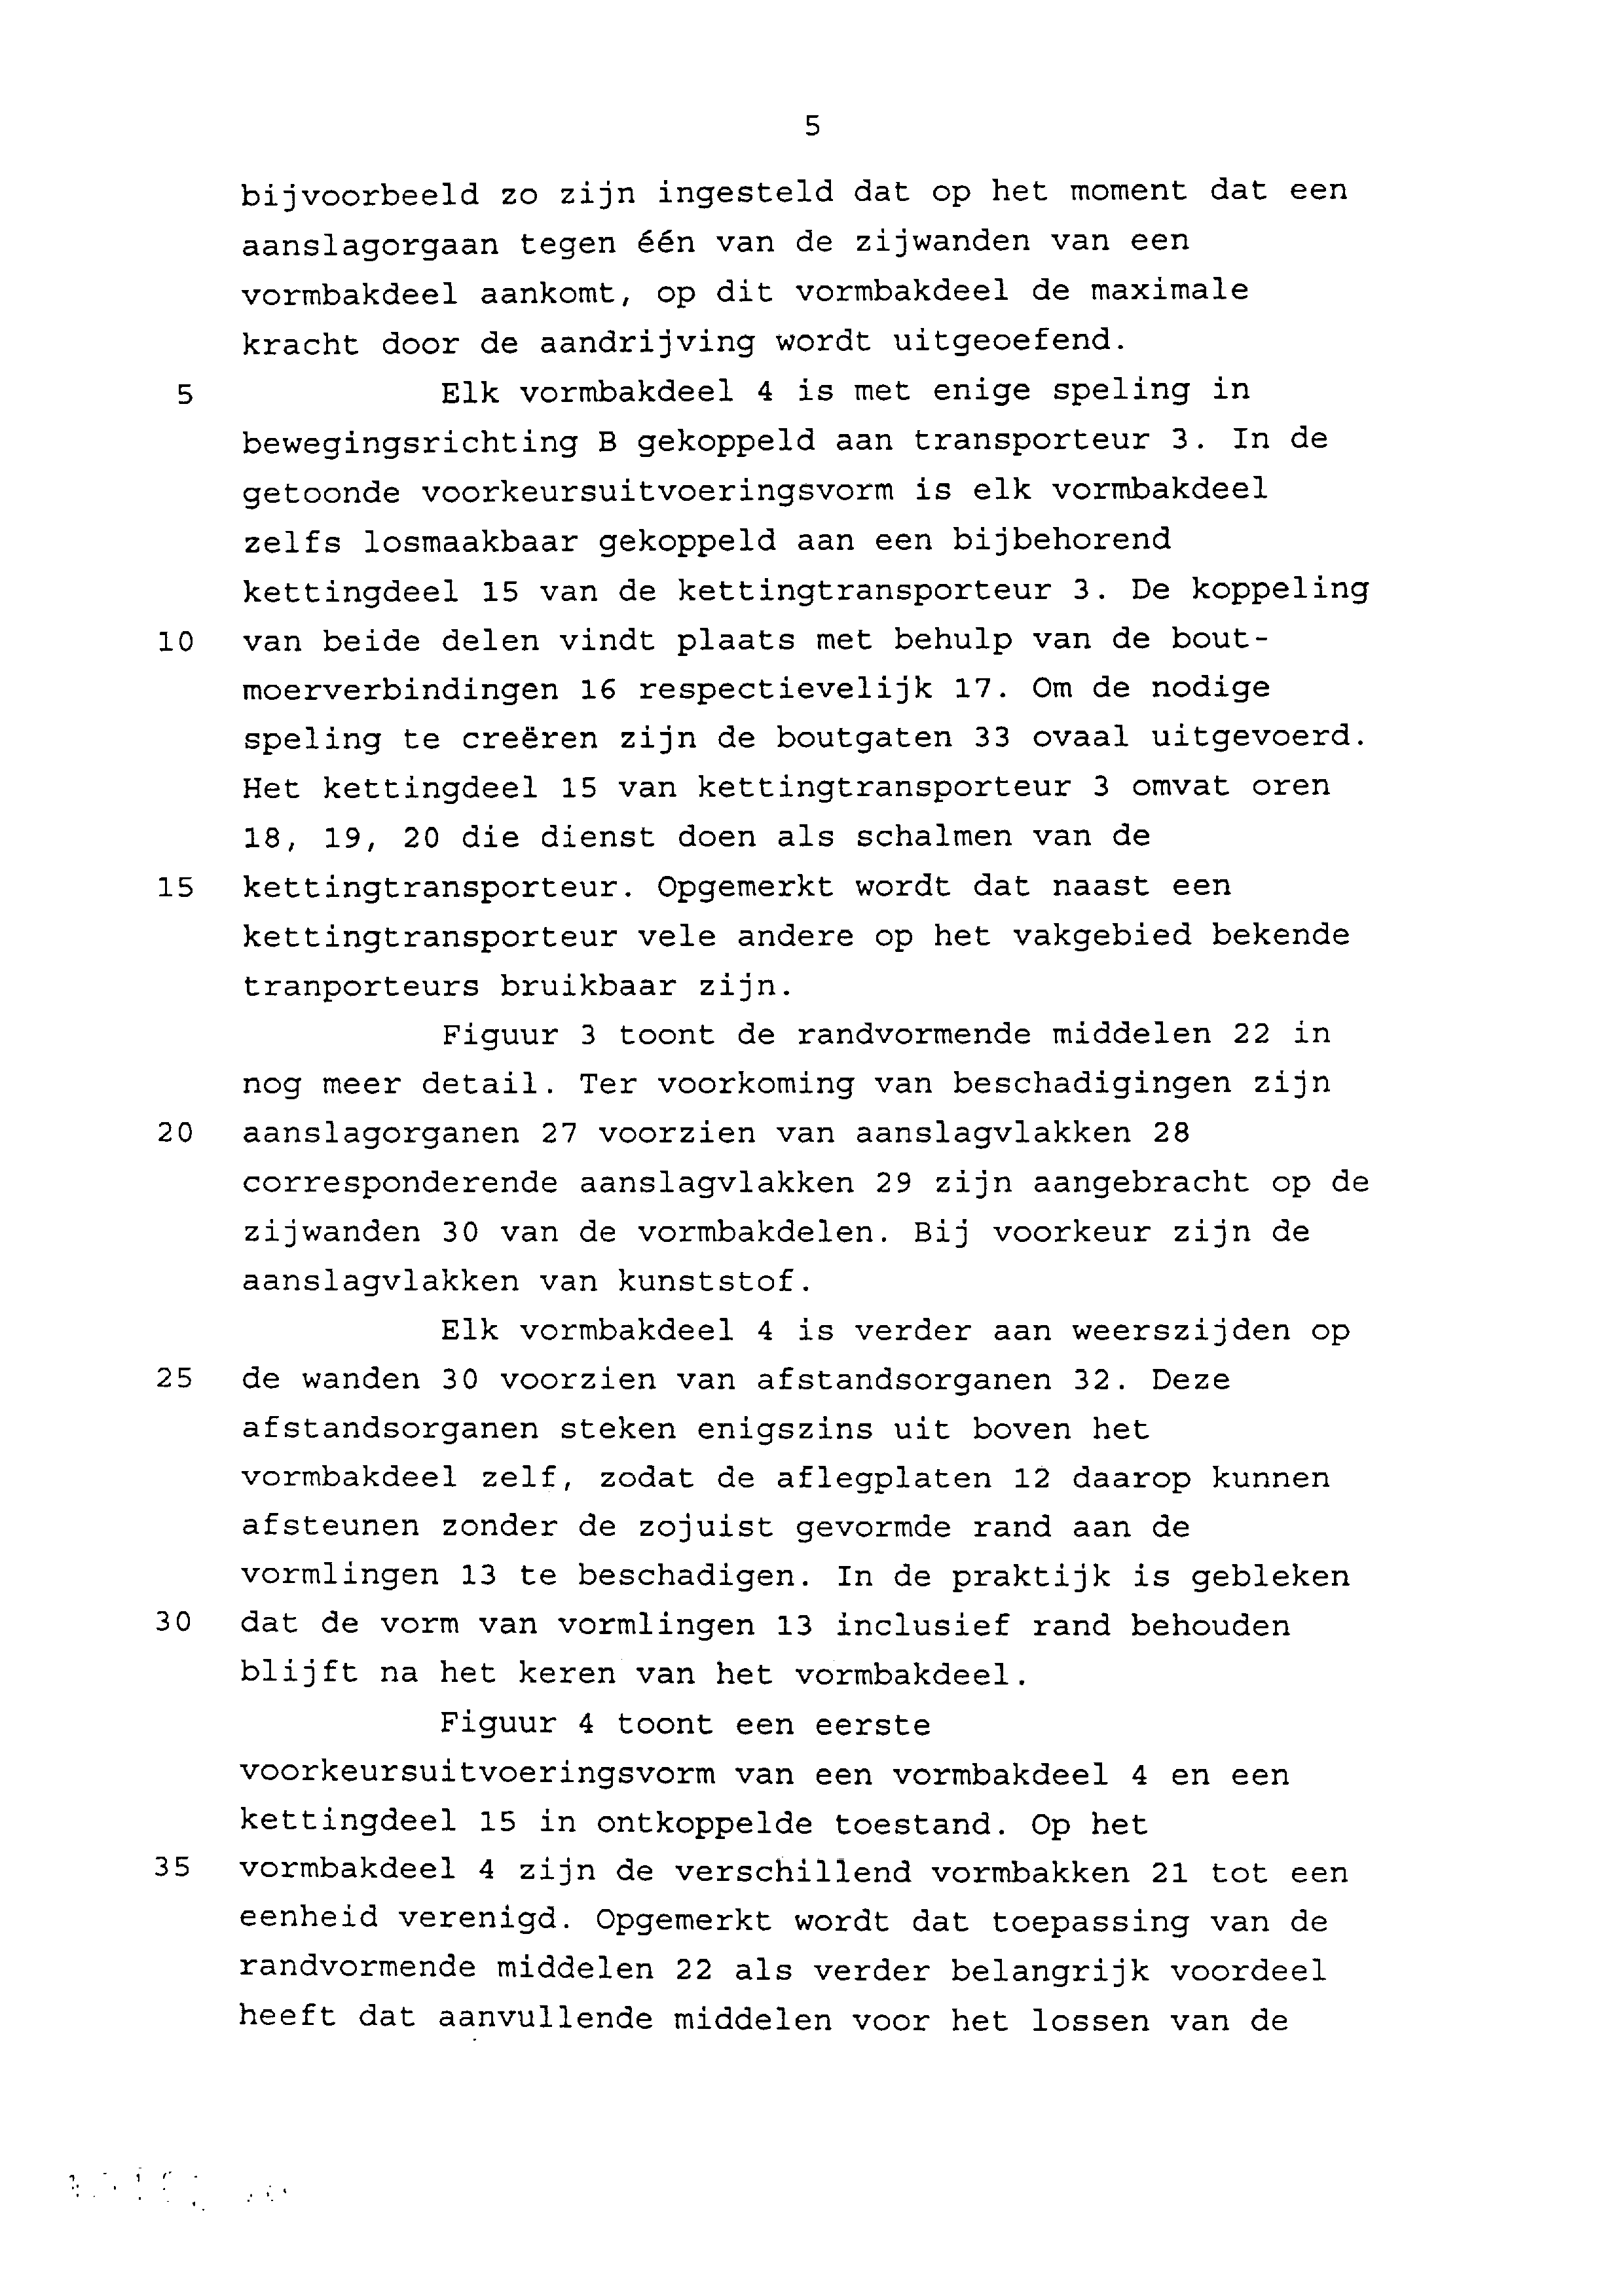 5
bijvoorbeeld zo zijn ingesteld dat op het moment dat een
aanslagorgaan tegen één van de zijwanden van een
vormbakdeel aankomt, op dit vormbakdeel de maximale
kracht door de aandrijving wordt uitgeoefend.
5 Elk vormbakdeel 4 is met enige speling in
bewegingsrichting B gekoppeld aan transporteur 3. In de
getoonde voorkeursuitvoeringsvorm is elk vormbakdeel
zelfs losmaakbaar gekoppeld aan een bijbehorend
kettingdeel 15 van de kettingtransporteur 3. De koppeling
10 van beide delen vindt plaats met behulp van de bout-
moerverbindingen 16 respectievelijk 17. Om de nodige
speling te creëren zijn de boutgaten 33 ovaal uitgevoerd.
Het kettingdeel 15 van kettingtransporteur 3 omvat oren
18, 19, 20 die dienst doen als schalmen van de
15 kettingtransporteur. Opgemerkt wordt dat naast een
kettingtransporteur vele andere op het vakgebied bekende
tranporteurs bruikbaar zijn.
Figuur 3 toont de randvormende middelen 22 in
nog meer detail. Ter voorkoming van beschadigingen zijn
20 aanslagorganen 27 voorzien van aanslagvlakken 28
corresponderende aanslagvlakken 29 zijn aangebracht op de
zijwanden 30 van de vormbakdelen. Bij voorkeur zijn de
aanslagvlakken van kunststof.
Elk vormbakdeel 4 is verder aan weerszijden op
25 de wanden 30 voorzien van afstandsorganen 32. Deze
afstandsorganen steken enigszins uit boven het
vormbakdeel zelf, zodat de aflegplaten 12 daarop kunnen
afsteunen zonder de zojuist gevormde rand aan de
vormlingen 13 te beschadigen. In de praktijk is gebleken
30 dat de vorm van vormlingen 13 inclusief rand behouden
blijft na het keren van het vormbakdeel.
Figuur 4 toont een eerste
voorkeursuitvoeringsvorm van een vormbakdeel 4 en een
kettingdeel 15 in ontkoppelde toestand. Op het
35 vormbakdeel 4 zijn de verschillend vormbakken 21 tot een
eenheid verenigd. Opgemerkt wordt dat toepassing van de
randvormende middelen 22 als verder belangrijk voordeel
heeft dat aanvullende middelen voor het lossen van de